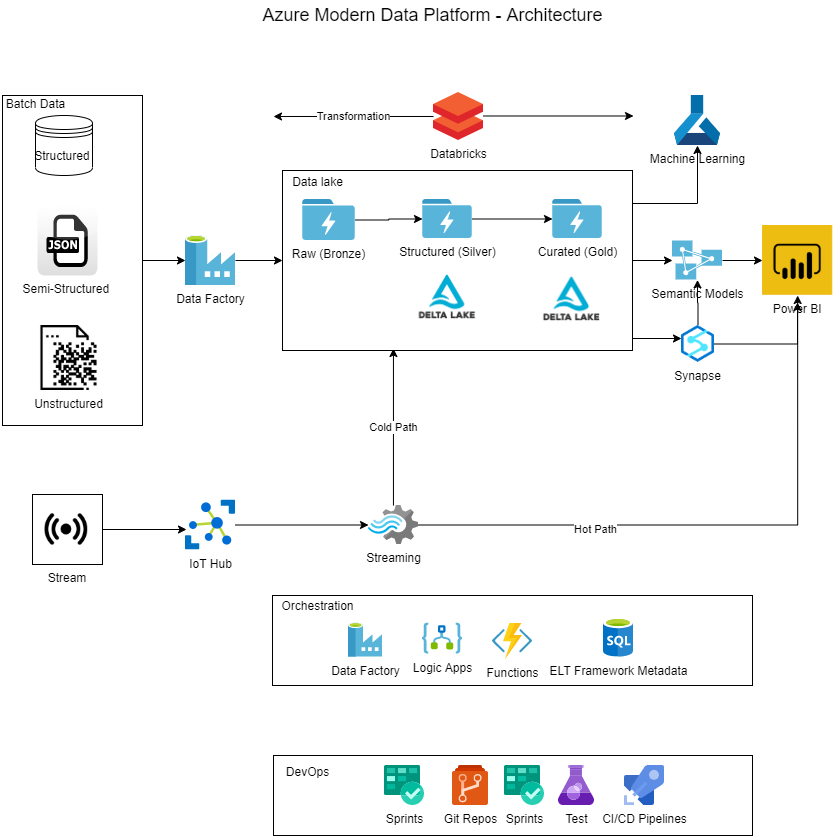 Azure Modern Data Platform - Architecture
Batch Data
Structured
JSON
Semi-Structured
Unstructured
Data Factory
Transformation
Databricks
Machine Learning
Data lake
Raw (Bronze)
Structured (Silver)
Curated (Gold)
DELTA LAKE
DELTA LAKE
Semantic Models
Power BI
Synapse
Cold Path
Stream
IoT Hub
Streaming
Hot Path
Orchestration
Data Factory
Logic Apps
Functions
SQL
ELT Framework Metadata
DevOps
Sprints
Git Repos
Sprints
Test
CI/CD Pipelines